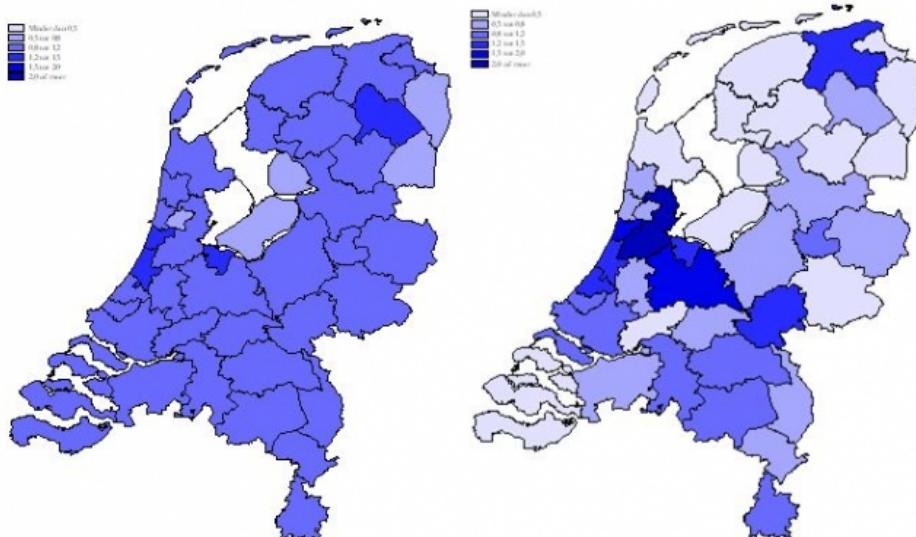 Minder dan 0,5
0,5 tot 0,8
0,8 tot 1,2
1,2 tot 1,5
1,5 tot 2,0
2,0 of meer
Minder dan 0,5
0,5 tot 0,8
0,8 tot 1,2
1,2 tot 1,5
1,5 tot 2,0
2,0 of meer